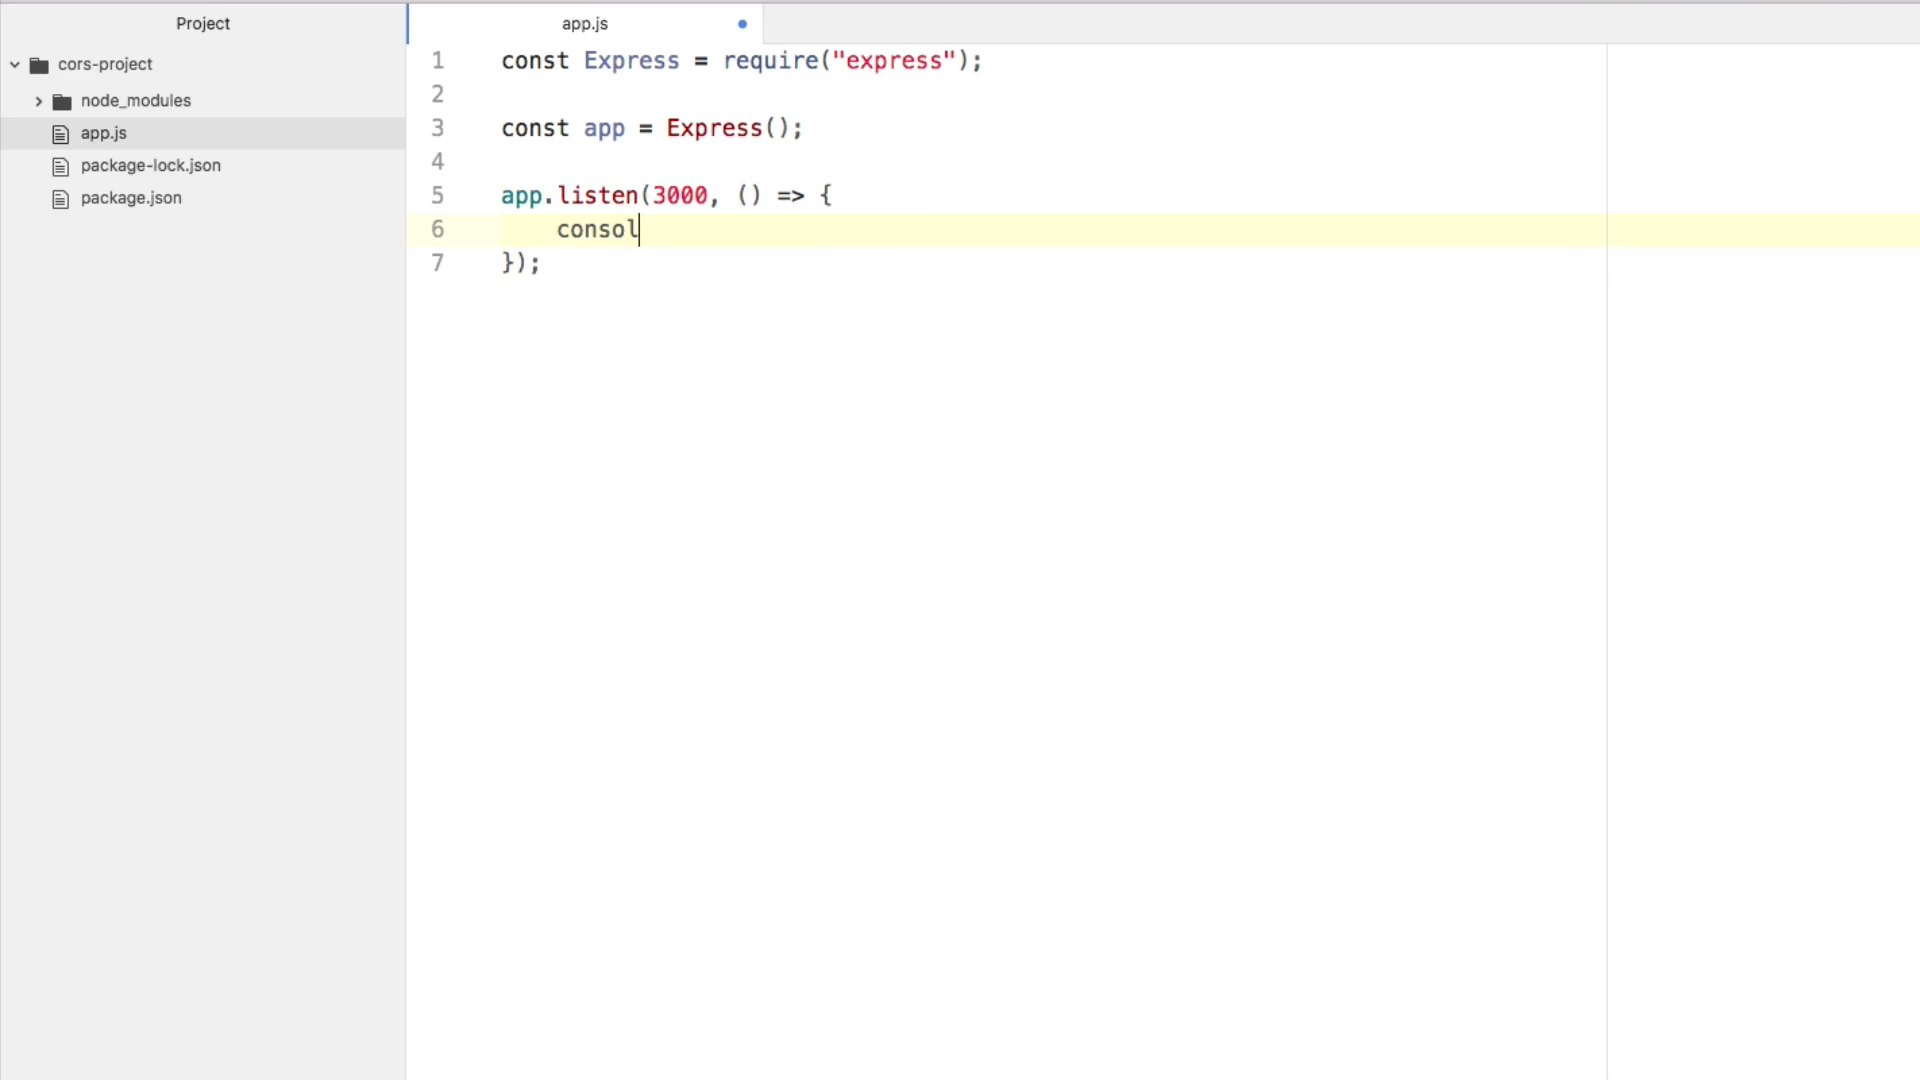 Project
cors-project
node_modules
app.js
package-lock.json
package.json
app.js
1 const Express = require("express");
2
3 const app = Express();
4
5 app.listen(3000, () => {
6     consol
7 });